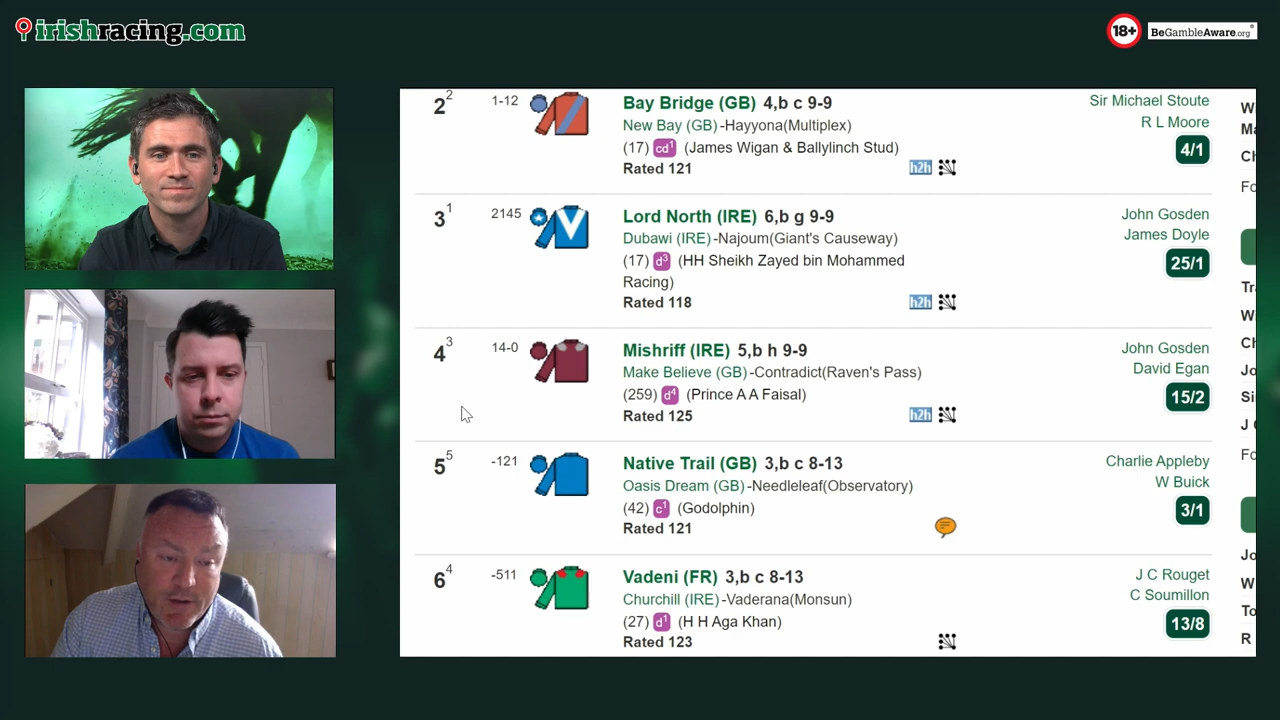 irishracing.com
18+
BeGambleAware.org®
2 2 1-12 Bay Bridge (GB) 4,b c 9-9 Sir Michael Stoute
New Bay (GB)-Hayyona(Multiplex) R L Moore
(17) cd1 (James Wigan & Ballylinch Stud) 4/1
Rated 121 h2h
3 1 2145 Lord North (IRE) 6,b g 9-9 John Gosden
Dubawi (IRE)-Najoum(Giant's Causeway) James Doyle
(17) d3 (HH Sheikh Zayed bin Mohammed 25/1
Racing)
Rated 118 h2h
4 3 14-0 Mishriff (IRE) 5,b h 9-9 John Gosden
Make Believe (GB)-Contradict(Raven's Pass) David Egan
(259) d4 (Prince A A Faisal) 15/2
Rated 125 h2h
5 5 -121 Native Trail (GB) 3,b c 8-13 Charlie Appleby
Oasis Dream (GB)-Needleleaf(Observatory) W Buick
(42) c1 (Godolphin) 3/1
Rated 121
6 4 -511 Vadeni (FR) 3,b c 8-13 J C Rouget
Churchill (IRE)-Vaderana(Monsun) C Soumillon
(27) d1 (H H Aga Khan) 13/8
Rated 123